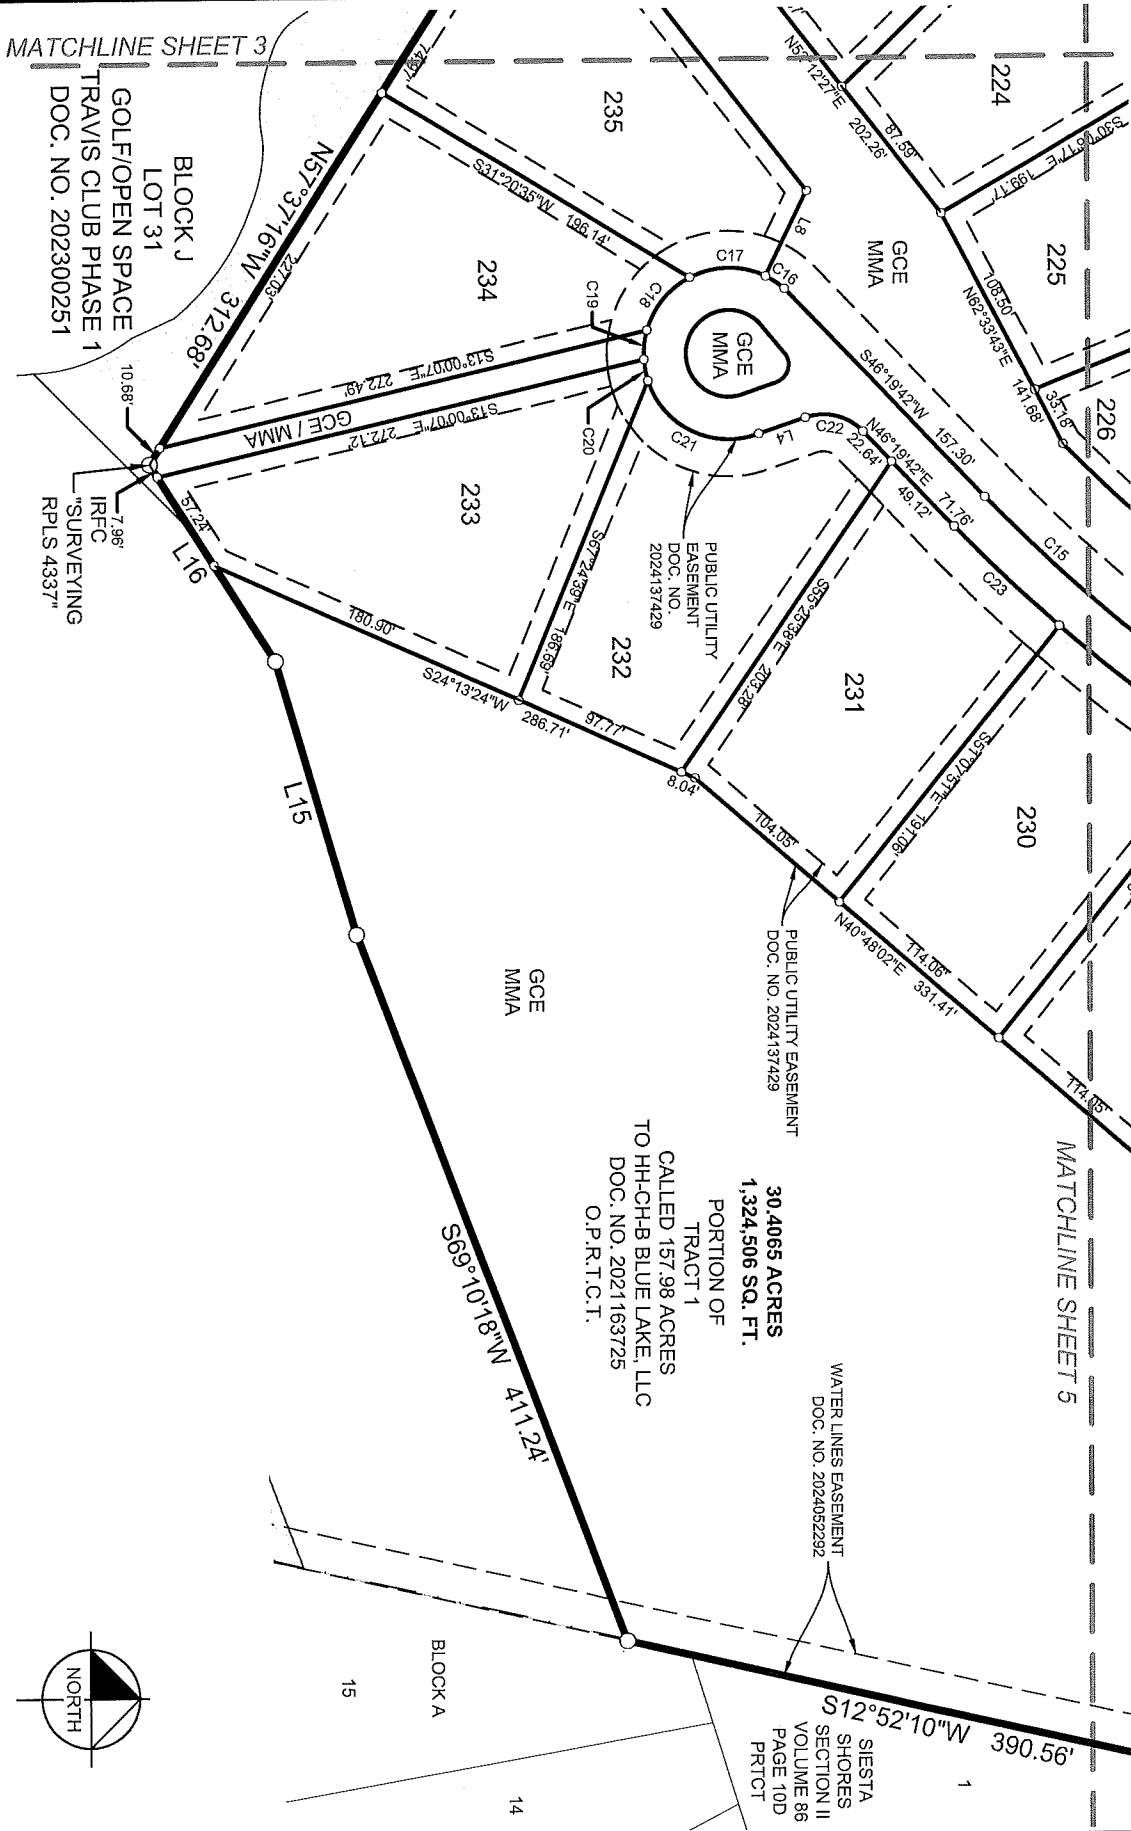 MATCHLINE SHEET 3
MATCHLINE SHEET 5
BLOCK J
LOT 31
GOLF/OPEN SPACE
TRAVIS CLUB PHASE 1
DOC. NO. 202300251
N57°37'16"W 312.68'
227.03'
74.97'
10.68'
7.96'
IRFC
"SURVEYING
RPLS 4337"
57.24'
L16
L15
S69°10'18"W 411.24'
S12°52'10"W 390.56'
235
S31°20'35"W 196.14'
234
S13°00'07"E 272.49'
GCE / MMA
S13°00'07"E 272.12'
233
180.90'
S24°13'24"W
286.71'
97.77'
8.04'
S67°24'39"E 186.69'
232
S55°25'38"E 203.28'
231
104.05'
S51°07'51"E 191.06'
230
114.06'
N40°48'02"E 331.41'
114.05'
224
N52°12'27"E 202.26'
87.59'
S30°16'17"E 199.17'
225
108.50'
N62°33'43"E
141.68'
33.18'
226
GCE
MMA
L8
C16
C17
C18
C19
C20
C21
L4
C22
22.64'
N46°19'42"E
71.76'
49.12'
C23
S46°19'42"W 157.30'
C15
GCE
MMA
PUBLIC UTILITY
EASEMENT
DOC. NO.
2024137429
PUBLIC UTILITY EASEMENT
DOC. NO. 2024137429
GCE
MMA
30.4065 ACRES
1,324,506 SQ. FT.
PORTION OF
TRACT 1
CALLED 157.98 ACRES
TO HH-CH-B BLUE LAKE, LLC
DOC. NO. 2021163725
O.P.R.T.C.T.
WATER LINES EASEMENT
DOC. NO. 2024052292
SIESTA
SHORES
SECTION II
VOLUME 86
PAGE 10D
PRTCT
1
BLOCK A
15
14
NORTH